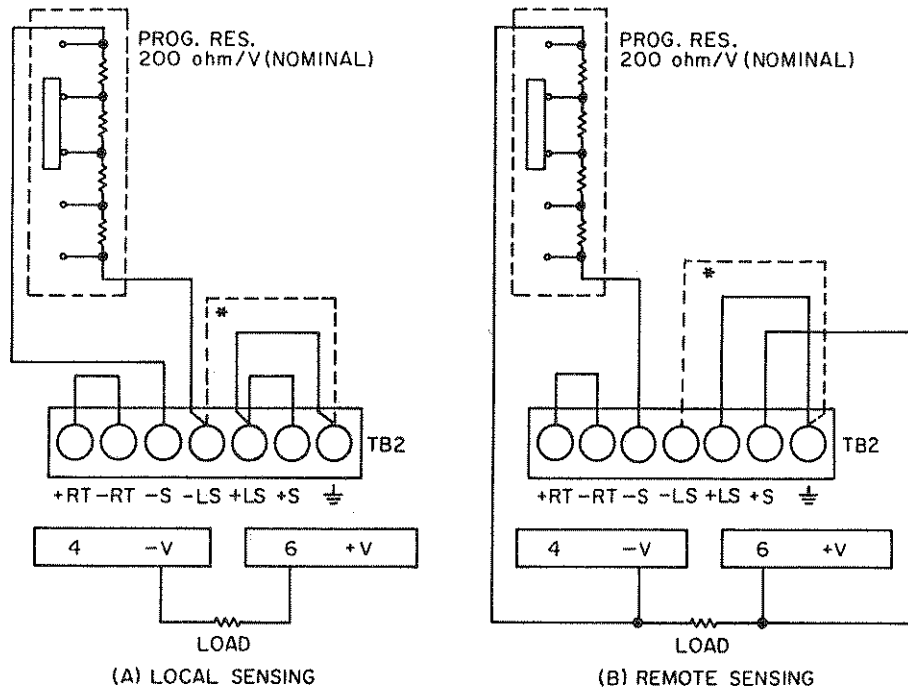 PROG. RES.
200 ohm/V (NOMINAL)
*
TB2
+RT -RT -S -LS +LS +S
4 -V
6 +V
LOAD
(A) LOCAL SENSING
PROG. RES.
200 ohm/V (NOMINAL)
*
TB2
+RT -RT -S -LS +LS +S
4 -V
6 +V
LOAD
(B) REMOTE SENSING